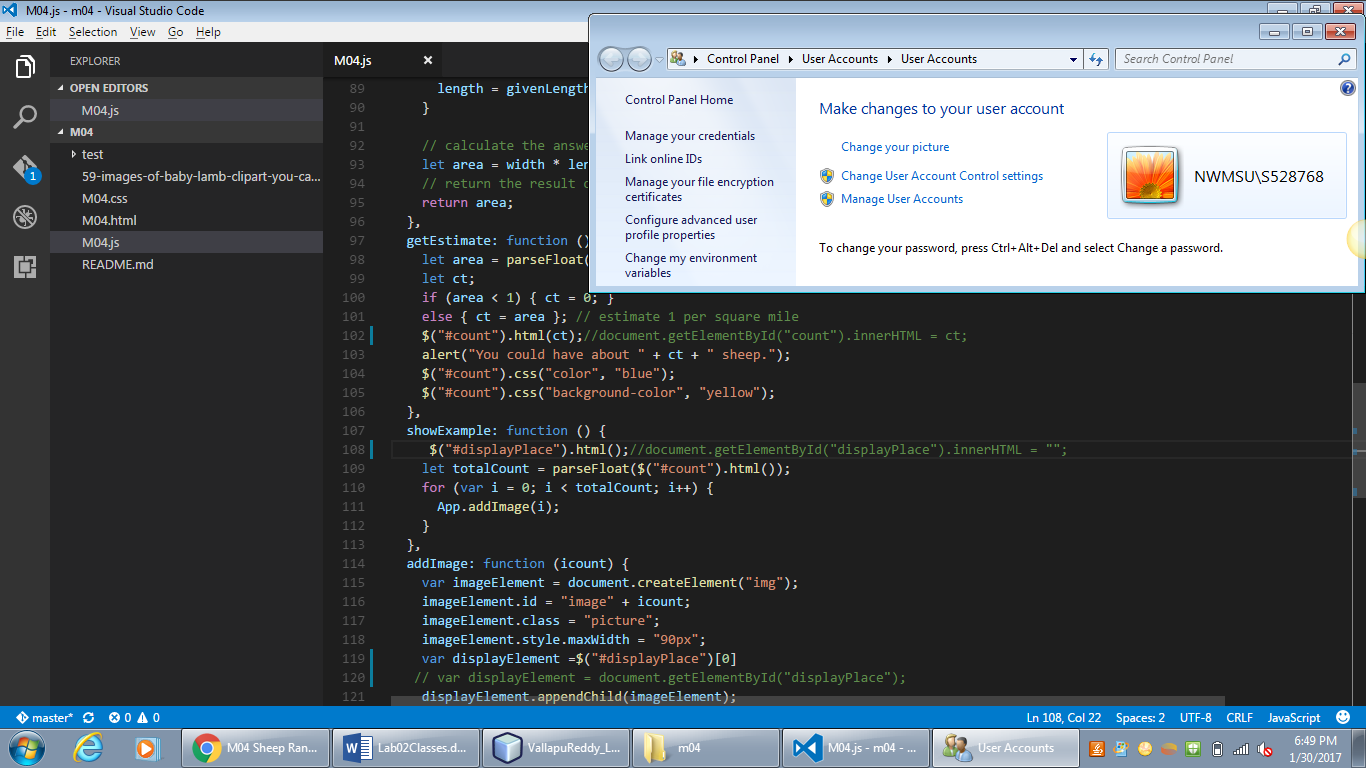 M04.js - m04 - Visual Studio Code
File Edit Selection View Go Help
EXPLORER
OPEN EDITORS
M04.js
M04
test
59-images-of-baby-lamb-clipart-you-ca...
M04.css
M04.html
M04.js
README.md
1
M04.js
89 length = givenLength
90 }
91
92 // calculate the answe
93 let area = width * len
94 // return the result o
95 return area;
96 },
97 getEstimate: function ()
98 let area = parseFloat(
99 let ct;
100 if (area < 1) { ct = 0; }
101 else { ct = area }; // estimate 1 per square mile
102 $("#count").html(ct);//document.getElementById("count").innerHTML = ct;
103 alert("You could have about " + ct + " sheep.");
104 $("#count").css("color", "blue");
105 $("#count").css("background-color", "yellow");
106 },
107 showExample: function () {
108 $("#displayPlace").html();//document.getElementById("displayPlace").innerHTML = "";
109 let totalCount = parseFloat($("#count").html());
110 for (var i = 0; i < totalCount; i++) {
111 App.addImage(i);
112 }
113 },
114 addImage: function (icount) {
115 var imageElement = document.createElement("img");
116 imageElement.id = "image" + icount;
117 imageElement.class = "picture";
118 imageElement.style.maxWidth = "90px";
119 var displayElement =$("#displayPlace")[0]
120 // var displayElement = document.getElementById("displayPlace");
121 displayElement.appendChild(imageElement);
Control Panel User Accounts User Accounts
Search Control Panel
Control Panel Home
Manage your credentials
Link online IDs
Manage your file encryption
certificates
Configure advanced user
profile properties
Change my environment
variables
Make changes to your user account
Change your picture
Change User Account Control settings
Manage User Accounts
NWMSU\S528768
To change your password, press Ctrl+Alt+Del and select Change a password.
master* 0 0 Ln 108, Col 22 Spaces: 2 UTF-8 CRLF JavaScript
M04 Sheep Ran... Lab02Classes.d... VallapuReddy_L... m04 M04.js - m04 - ... User Accounts
6:49 PM
1/30/2017